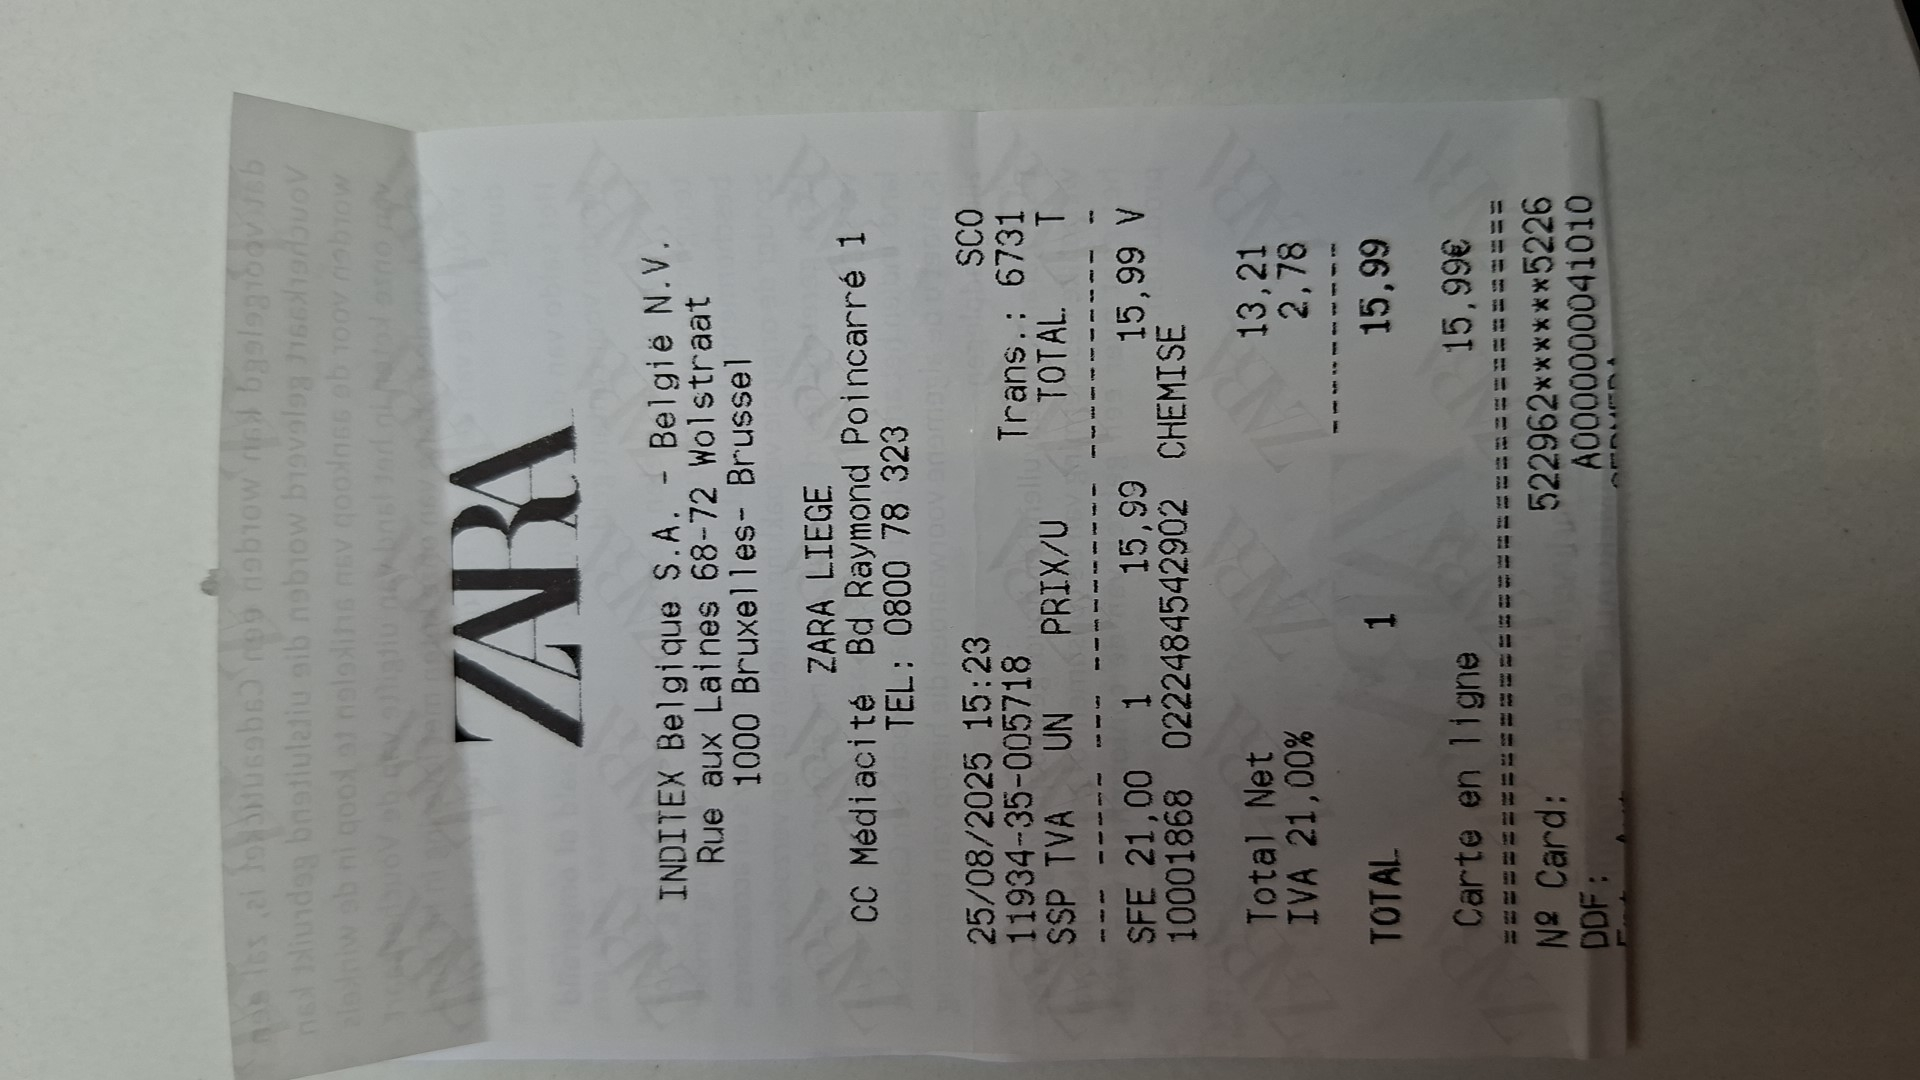 ZARA
INDITEX Belgique S.A. - België N.V.
Rue aux Laines 68-72 Wolstraat
1000 Bruxelles- Brussel
ZARA LIEGE
CC Médiacité Bd Raymond Poincarré 1
TEL: 0800 78 323
25/08/2025 15:23 SCO
11934-35-005718 Trans.: 6731
SSP TVA UN PRIX/U TOTAL T
--- ----- --- --------- --------- -
SFE 21,00 1 15,99 15,99 V
10001868 0222484542902 CHEMISE
Total Net 13,21
IVA 21,00% 2,78
---------
TOTAL 1 15,99
Carte en ligne 15,99€
===================================
Nº Card: 522962******5226
DDF: A0000000041010